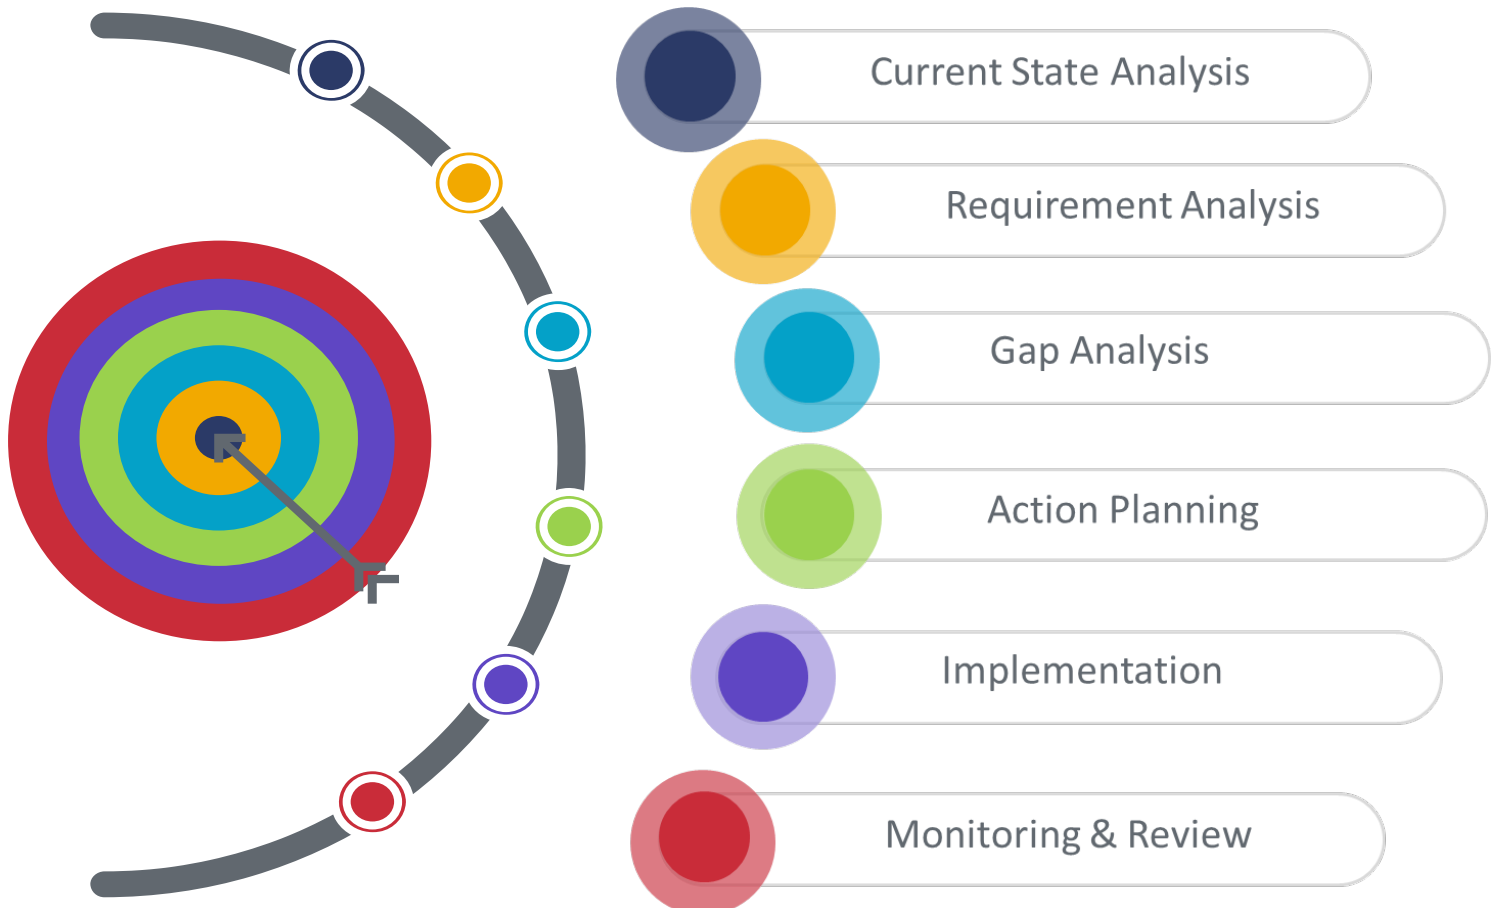 Current State Analysis
Requirement Analysis
Gap Analysis
Action Planning
Implementation
Monitoring & Review